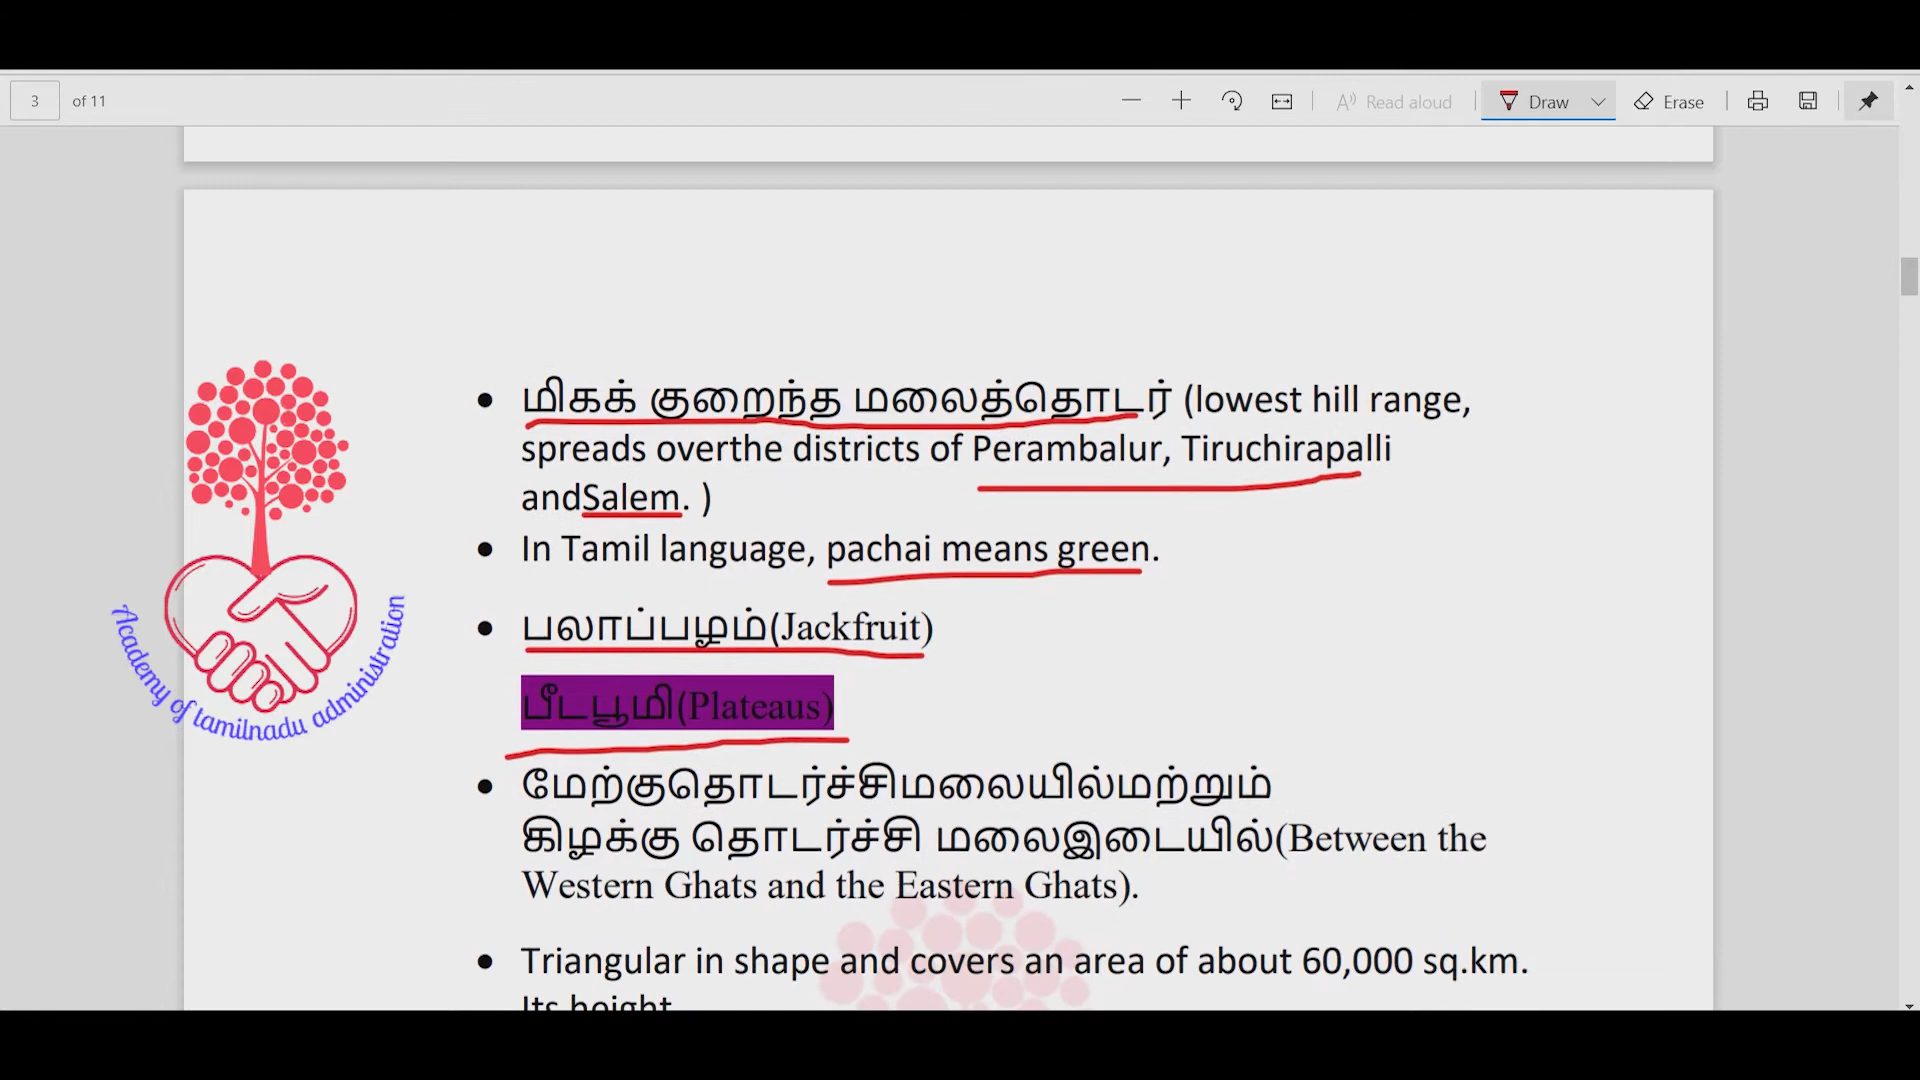 3 of 11 Read aloud Draw Erase
மிகக் குறைந்த மலைத்தொடர் (lowest hill range,
spreads overthe districts of Perambalur, Tiruchirapalli
andSalem. )
In Tamil language, pachai means green.
பலாப்பழம்(Jackfruit)
பீடபூமி(Plateaus)
மேற்குதொடர்ச்சிமலையில்மற்றும்
கிழக்கு தொடர்ச்சி மலைஇடையில்(Between the
Western Ghats and the Eastern Ghats).
Triangular in shape and covers an area of about 60,000 sq.km.
Its height
Academy of tamilnadu administration